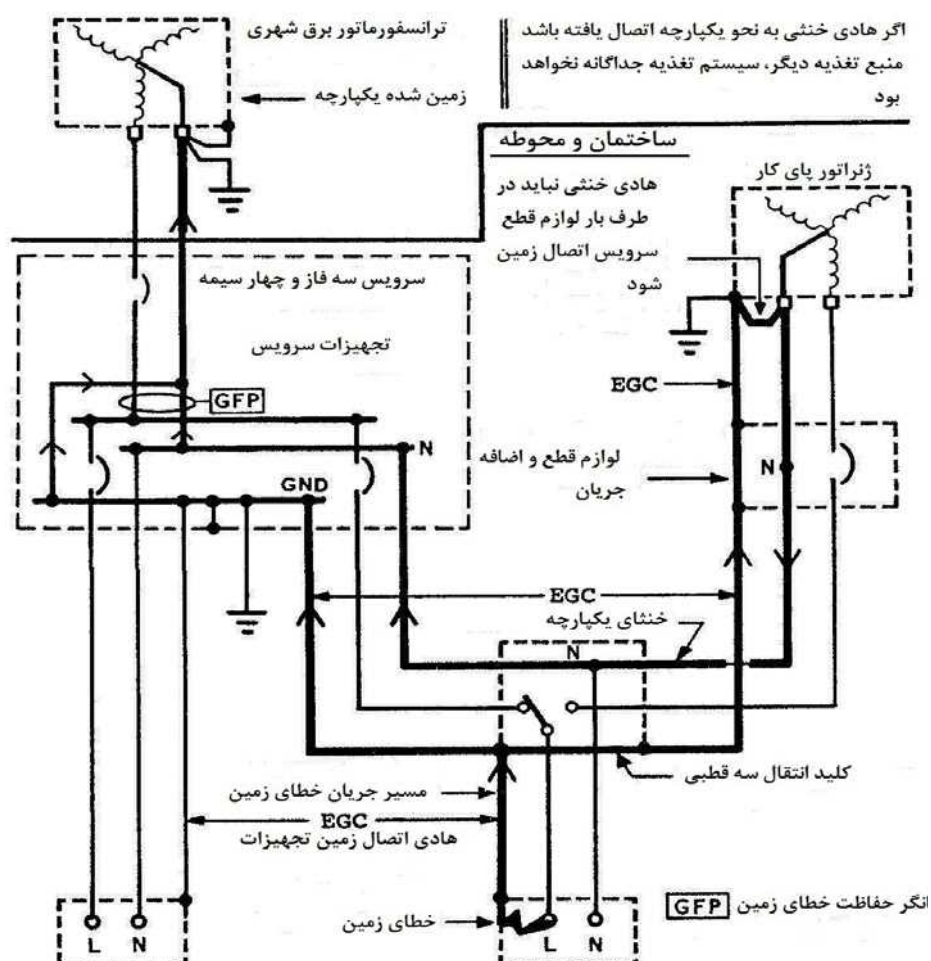 ترانسفورماتور برق شهری
زمین شده یکپارچه
اگر هادی خنثی به نحو یکپارچه اتصال یافته باشد
منبع تغذیه دیگر، سیستم تغذیه جداگانه نخواهد
بود
ساختمان و محوطه
هادی خنثی نباید در
طرف بار لوازم قطع
سرویس اتصال زمین
شود
ژنراتور پای کار
سرویس سه فاز و چهار سیمه
تجهیزات سرویس
GFP
N
GND
EGC
لوازم قطع و اضافه
جریان
N
EGC
خنثای یکپارچه
N
کلید انتقال سه قطبی
مسیر جریان خطای زمین
EGC
هادی اتصال زمین تجهیزات
خطای زمین
L N
L N
GFP انگر حفاظت خطای زمین